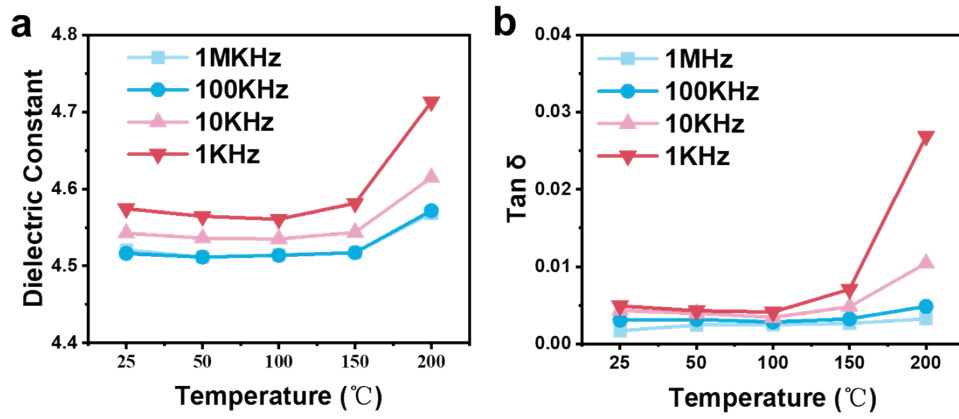 a
4.8
4.7
4.6
4.5
4.4
Dielectric Constant
1MKHz
100KHz
10KHz
1KHz
25 50 100 150 200
Temperature (℃)
b
0.04
0.03
0.02
0.01
0.00
Tan δ
1MHz
100KHz
10KHz
1KHz
25 50 100 150 200
Temperature (℃)